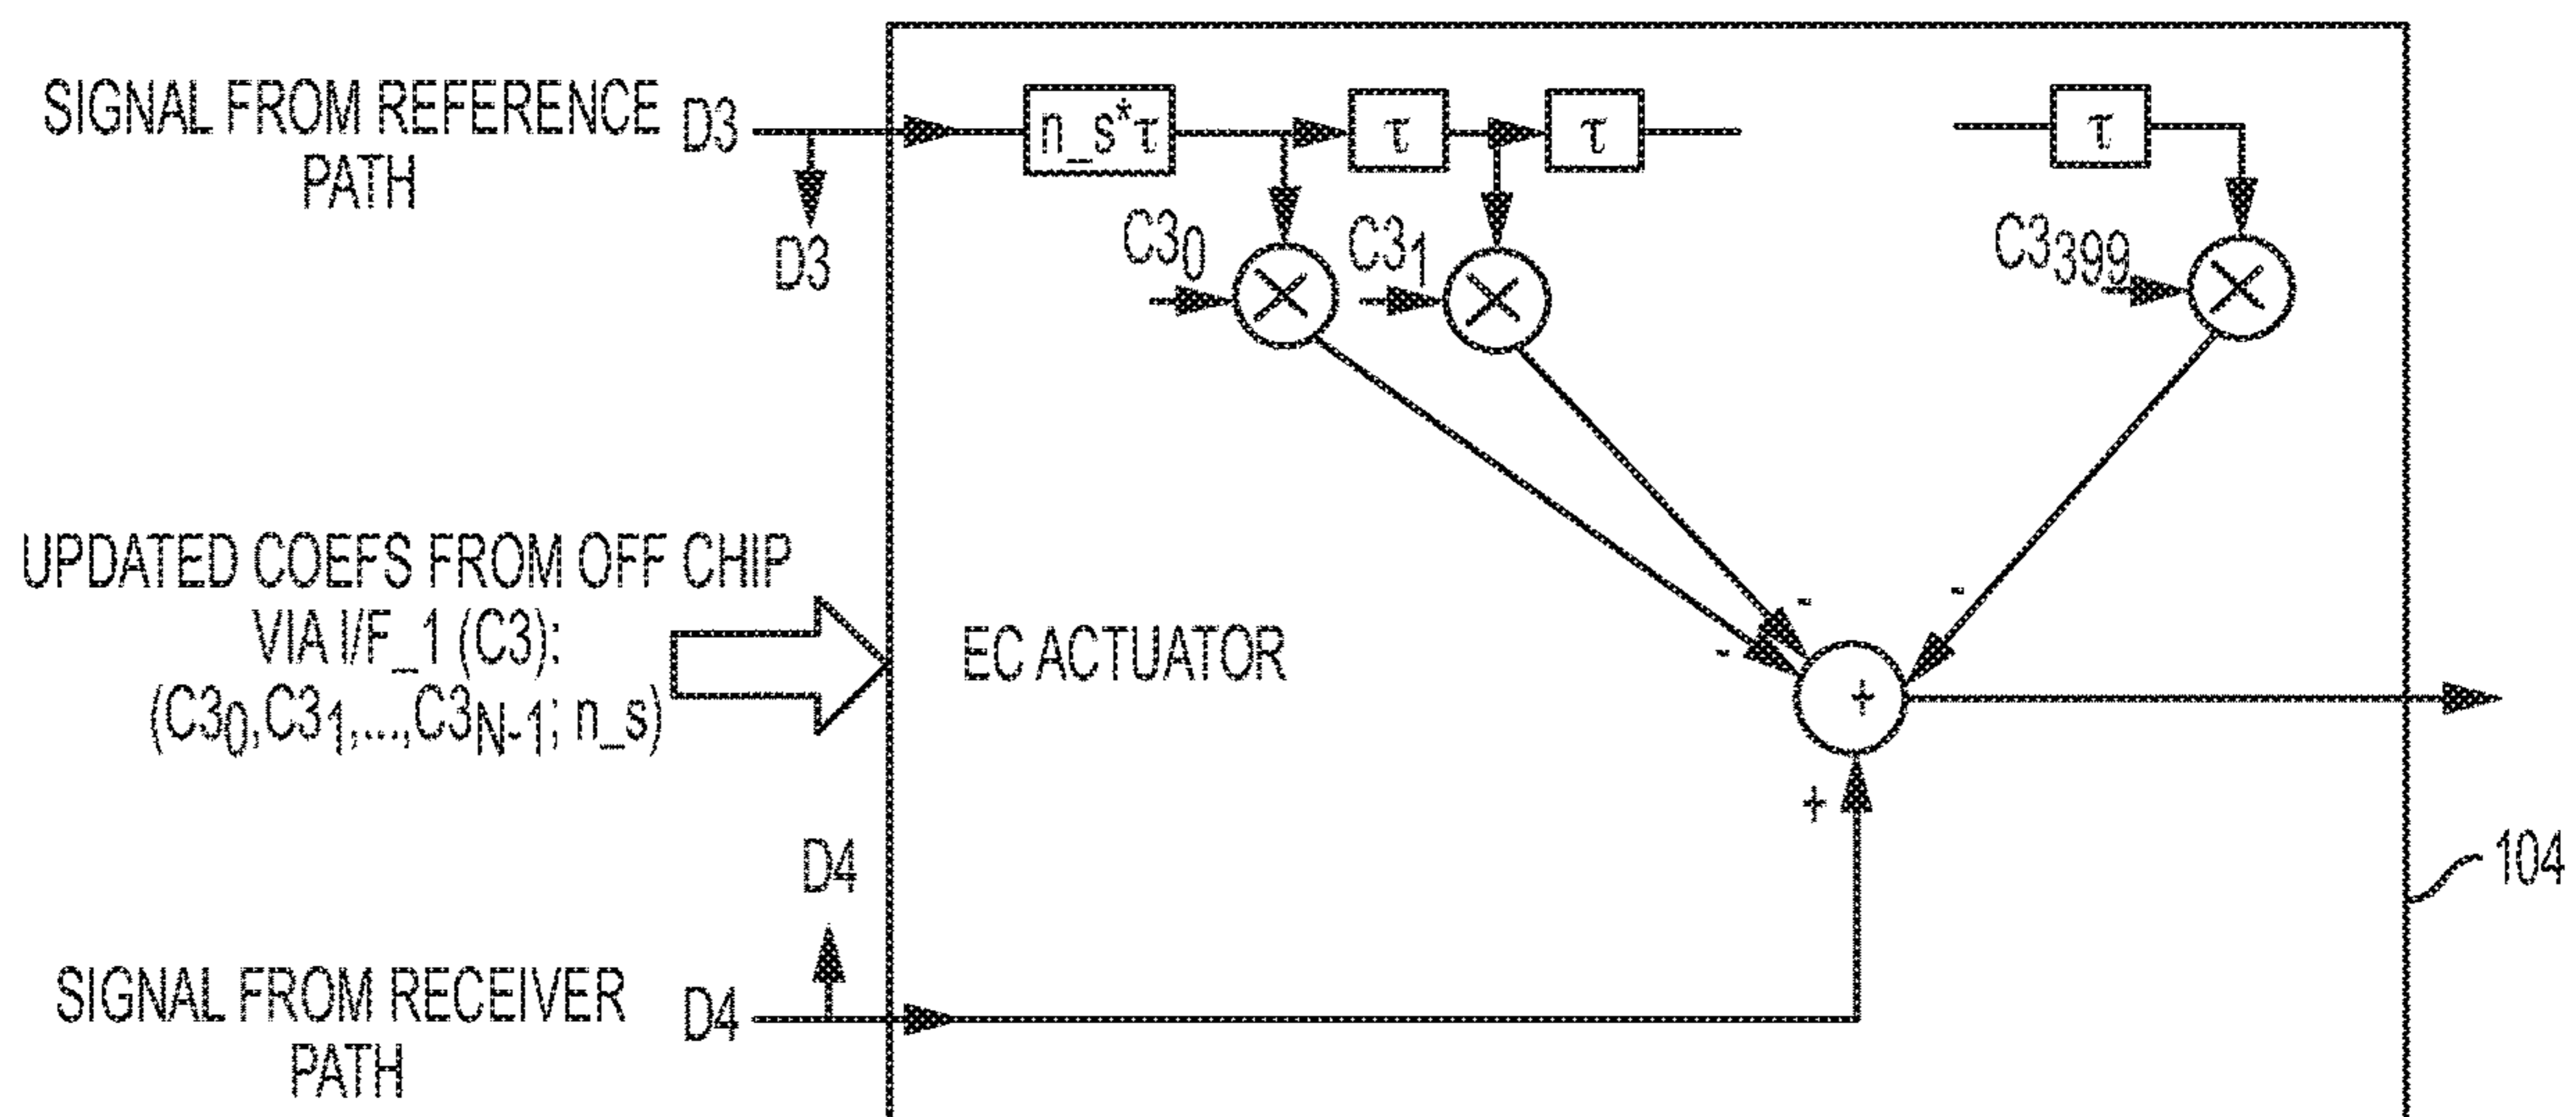 SIGNAL FROM REFERENCE
PATH
D3
D3
n_s*τ
τ
τ
τ
C3₀
C3₁
C3₃₉₉
×
×
×
UPDATED COEFS FROM OFF CHIP
VIA I/F_1 (C3):
(C3₀,C3₁,...,C3N-1; n_s)
EC ACTUATOR
-
-
-
+
+
D4
104
SIGNAL FROM RECEIVER
PATH
D4